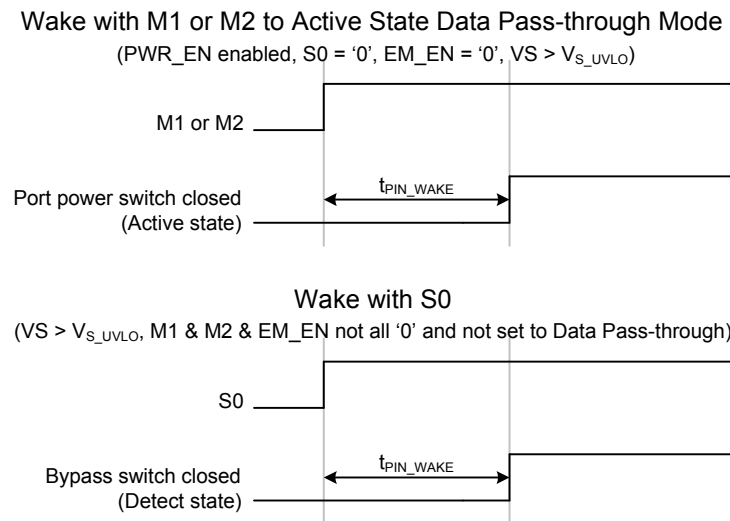 Wake with M1 or M2 to Active State Data Pass-through Mode
(PWR_EN enabled, S0 = ‘0’, EM_EN = ‘0’, VS > VS_UVLO)
M1 or M2
tPIN_WAKE
Port power switch closed
(Active state)
Wake with S0
(VS > VS_UVLO, M1 & M2 & EM_EN not all ‘0’ and not set to Data Pass-through)
S0
tPIN_WAKE
Bypass switch closed
(Detect state)